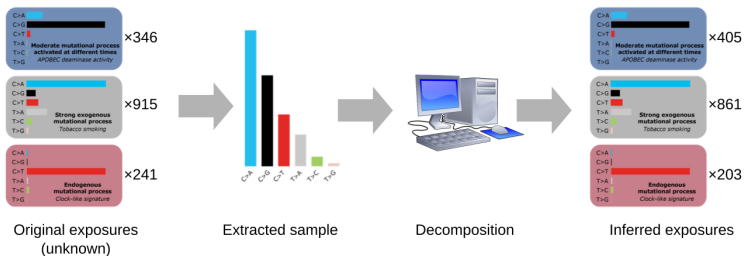 C>A
C>G
C>T
T>A
T>C
T>G
Moderate mutational process
activated at different times
APOBEC deaminase activity
×346
C>A
C>G
C>T
T>A
T>C
T>G
Strong exogenous
mutational process
Tobacco smoking
×915
C>A
C>G
C>T
T>A
T>C
T>G
Endogenous
mutational process
Clock-like signature
×241
Original exposures
(unknown)
C>A
C>G
C>T
T>A
T>C
T>G
Extracted sample
Decomposition
C>A
C>G
C>T
T>A
T>C
T>G
Moderate mutational process
activated at different times
APOBEC deaminase activity
×405
C>A
C>G
C>T
T>A
T>C
T>G
Strong exogenous
mutational process
Tobacco smoking
×861
C>A
C>G
C>T
T>A
T>C
T>G
Endogenous
mutational process
Clock-like signature
×203
Inferred exposures